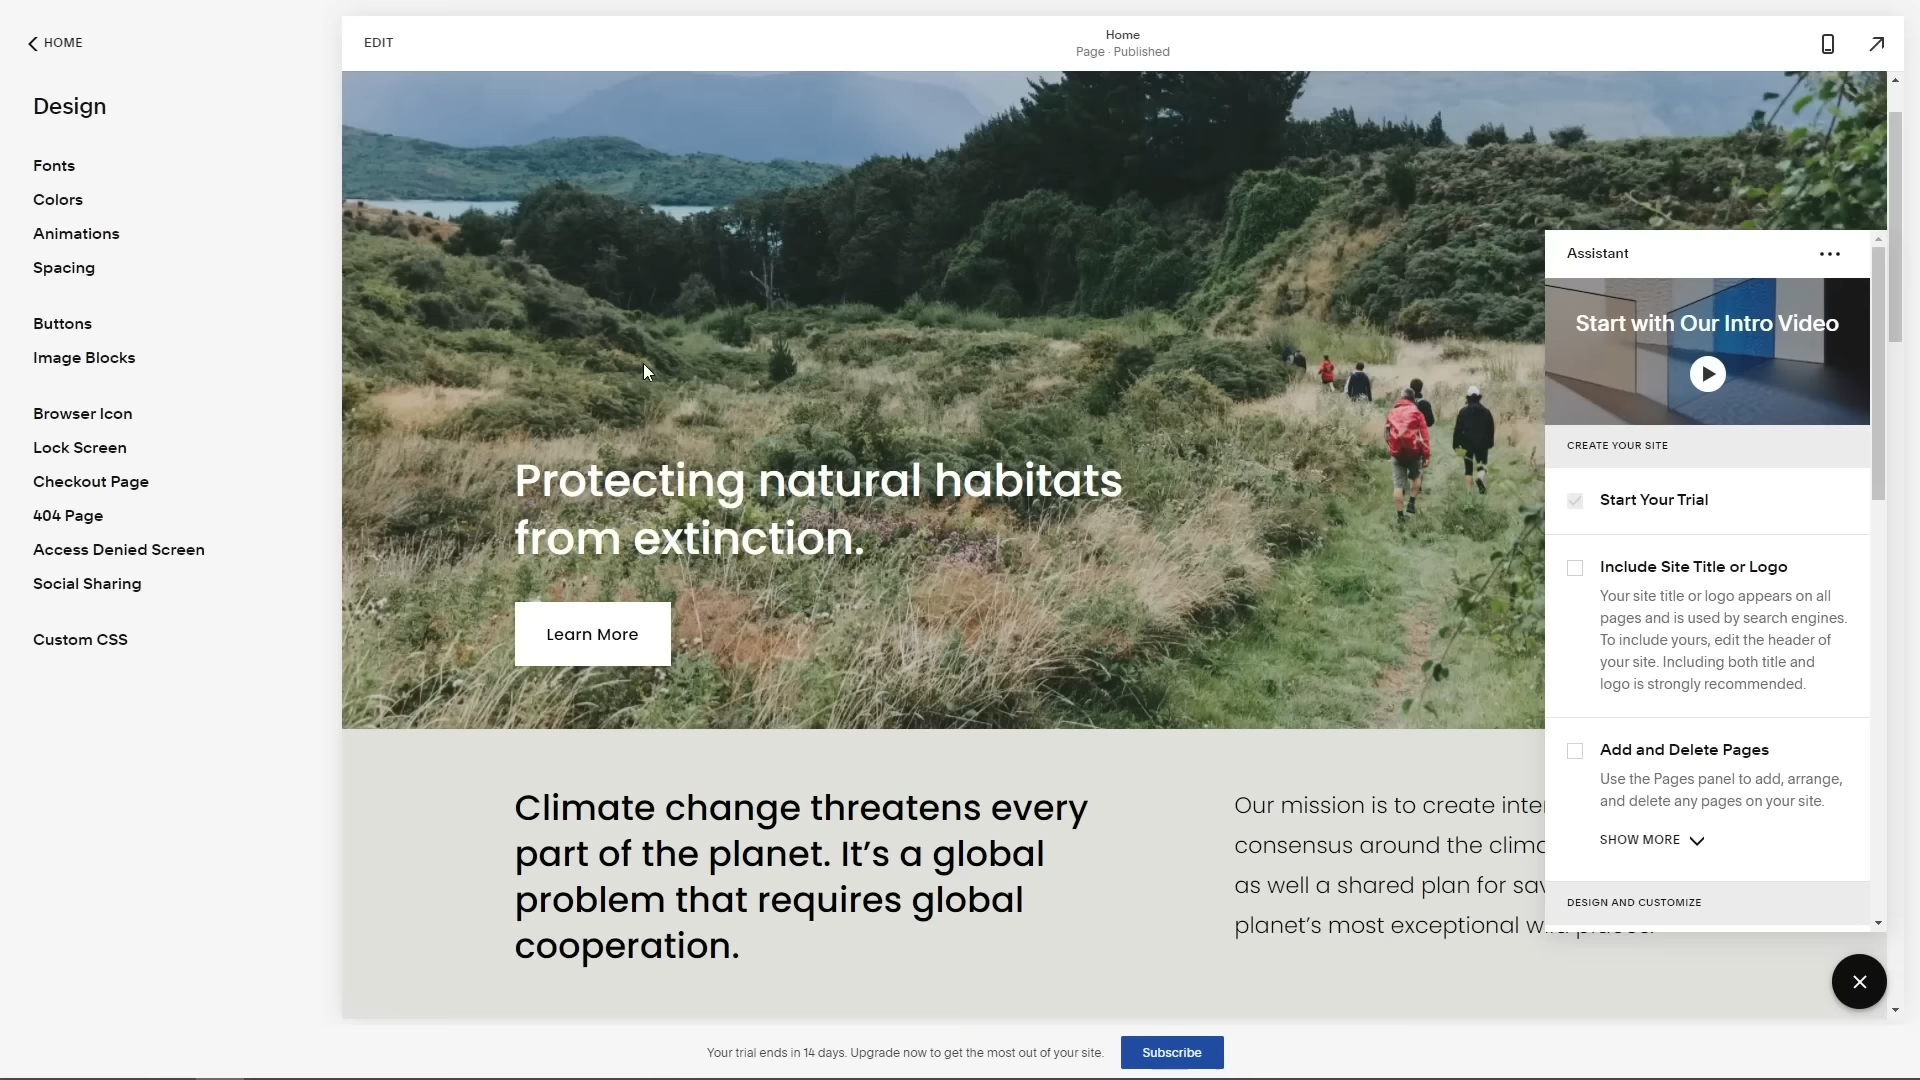 HOME
Design
Fonts
Colors
Animations
Spacing
Buttons
Image Blocks
Browser Icon
Lock Screen
Checkout Page
404 Page
Access Denied Screen
Social Sharing
Custom CSS
EDIT
Home
Page · Published
Protecting natural habitats
from extinction.
Learn More
Climate change threatens every
part of the planet. It’s a global
problem that requires global
cooperation.
Our mission is to create
consensus around the
as well a shared plan for
planet’s most exceptional
Assistant
Start with Our Intro Video
CREATE YOUR SITE
Start Your Trial
Include Site Title or Logo
Your site title or logo appears on all
pages and is used by search engines.
To include yours, edit the header of
your site. Including both title and
logo is strongly recommended.
Add and Delete Pages
Use the Pages panel to add, arrange,
and delete any pages on your site.
SHOW MORE
DESIGN AND CUSTOMIZE
Your trial ends in 14 days. Upgrade now to get the most out of your site.
Subscribe